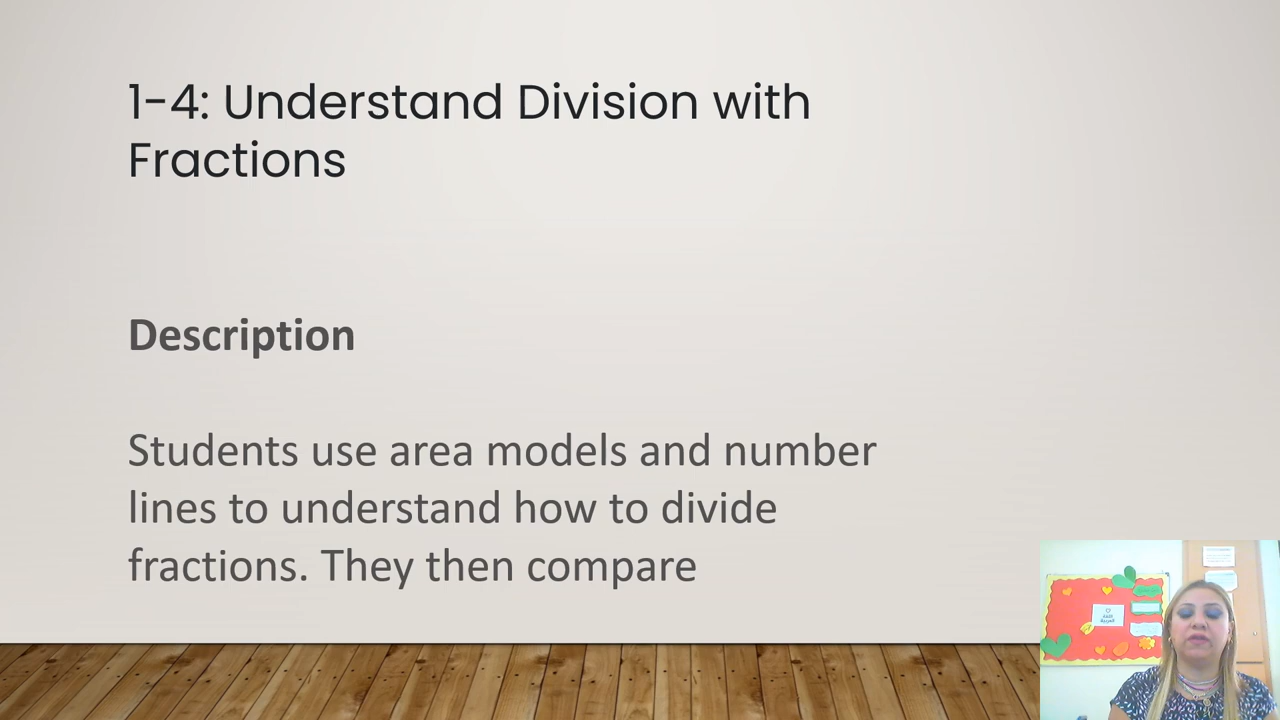 1-4: Understand Division with
Fractions
Description
Students use area models and number
lines to understand how to divide
fractions. They then compare